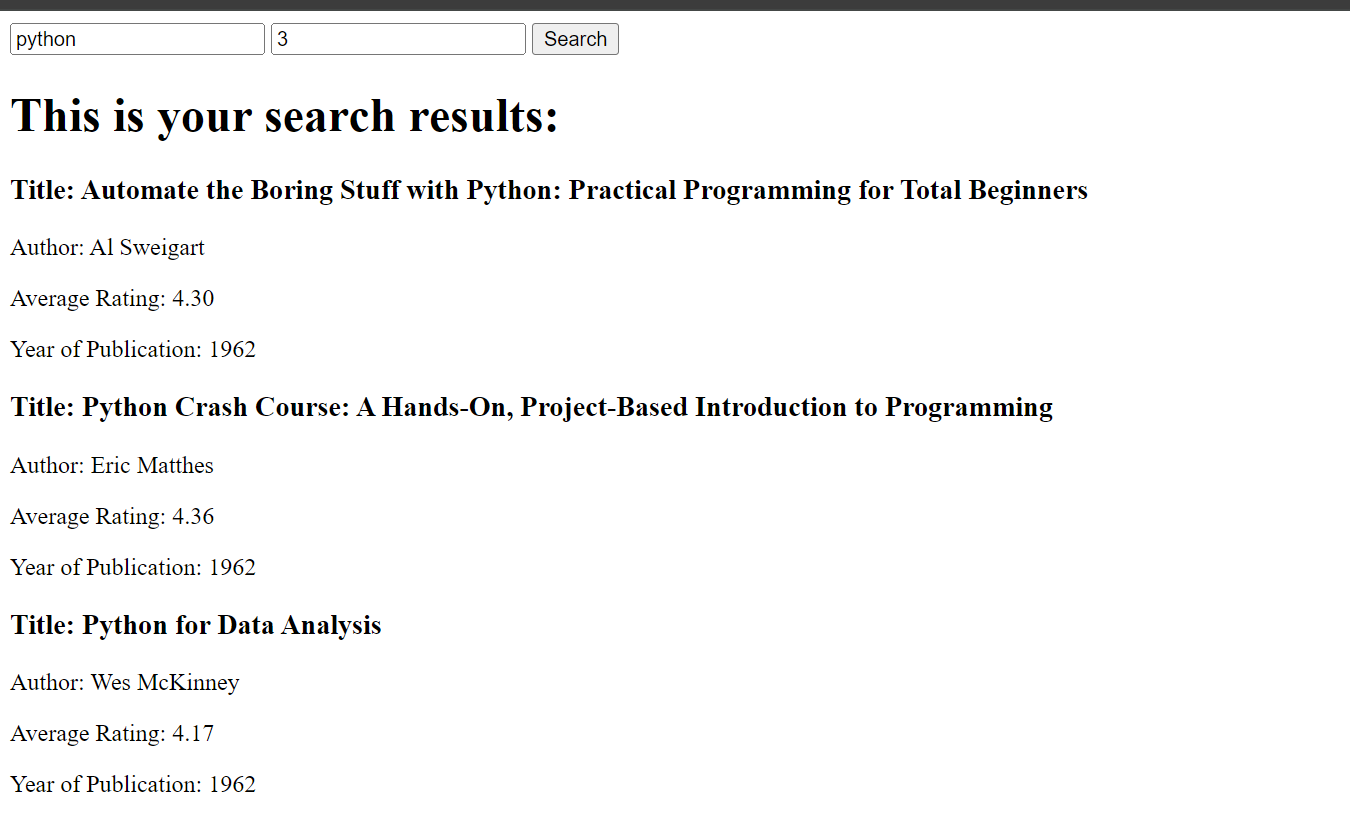 python 3 Search
This is your search results:
Title: Automate the Boring Stuff with Python: Practical Programming for Total Beginners
Author: Al Sweigart
Average Rating: 4.30
Year of Publication: 1962
Title: Python Crash Course: A Hands-On, Project-Based Introduction to Programming
Author: Eric Matthes
Average Rating: 4.36
Year of Publication: 1962
Title: Python for Data Analysis
Author: Wes McKinney
Average Rating: 4.17
Year of Publication: 1962